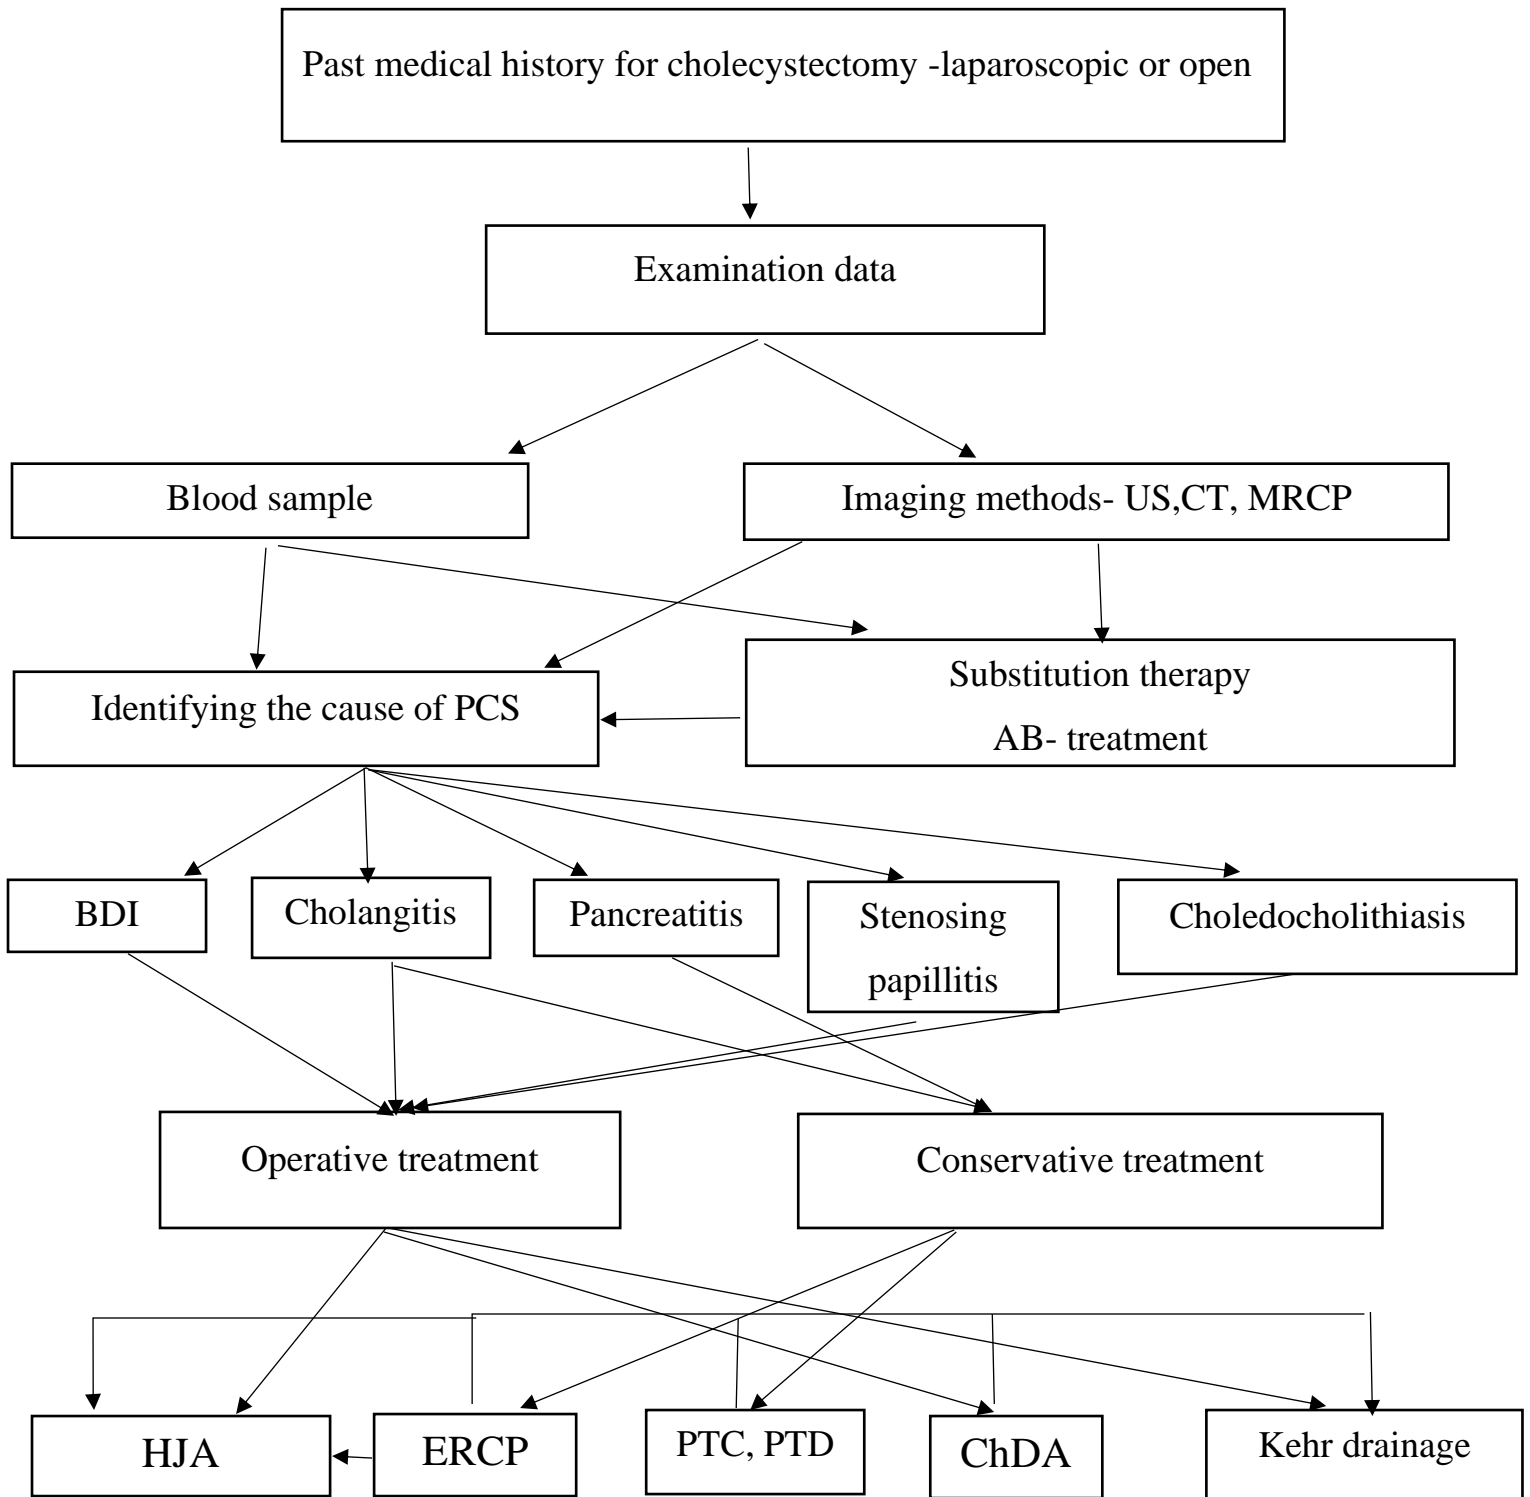 Past medical history for cholecystectomy -laparoscopic or open
Examination data
Blood sample
Imaging methods- US,CT, MRCP
Substitution therapy
AB- treatment
Identifying the cause of PCS
BDI
Cholangitis
Pancreatitis
Stenosing
papillitis
Choledocholithiasis
Operative treatment
Conservative treatment
HJA
ERCP
PTC, PTD
ChDA
Kehr drainage